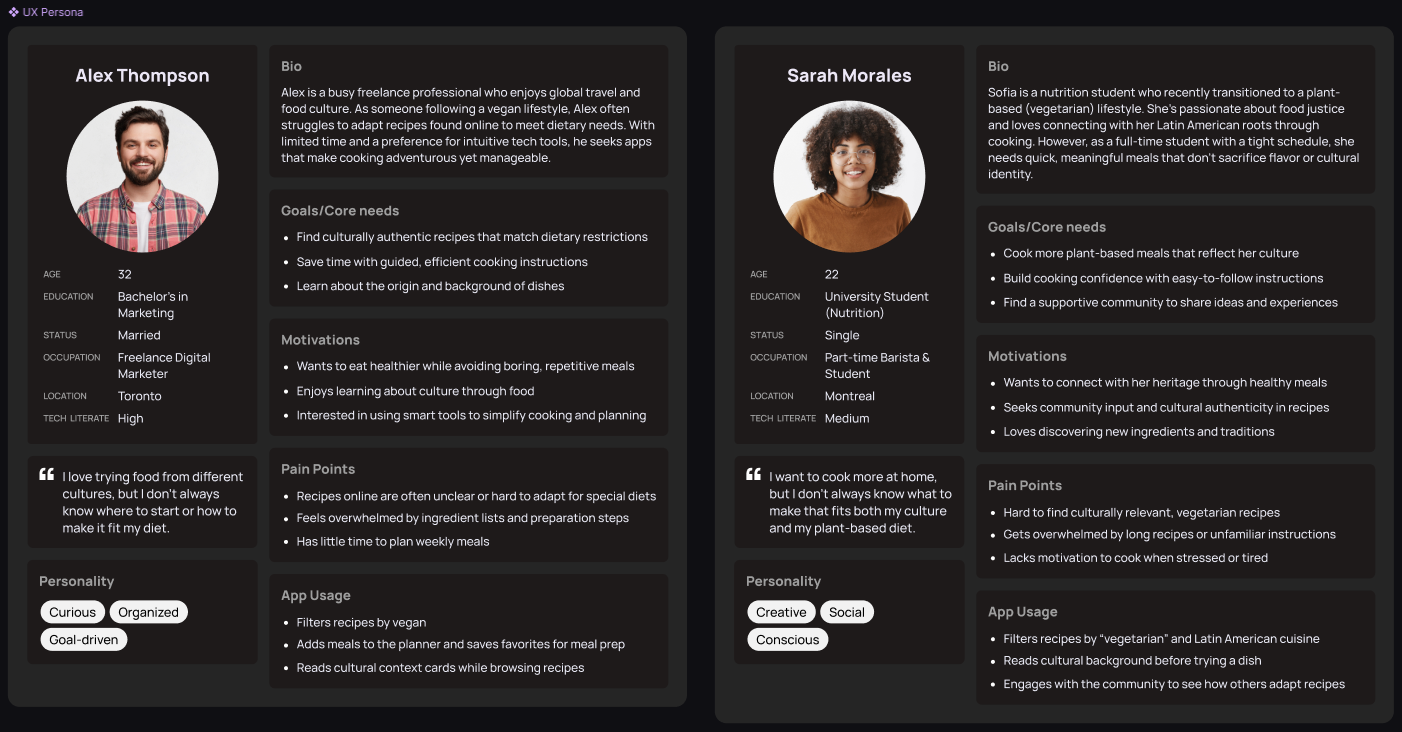 UX Persona
Alex Thompson
AGE 32
EDUCATION Bachelor's in
Marketing
STATUS Married
OCCUPATION Freelance Digital
Marketer
LOCATION Toronto
TECH LITERATE High
“ I love trying food from different
cultures, but I don't always
know where to start or how to
make it fit my diet.
Personality
Curious Organized
Goal-driven
Bio
Alex is a busy freelance professional who enjoys global travel and
food culture. As someone following a vegan lifestyle, Alex often
struggles to adapt recipes found online to meet dietary needs. With
limited time and a preference for intuitive tech tools, he seeks apps
that make cooking adventurous yet manageable.
Goals/Core needs
• Find culturally authentic recipes that match dietary restrictions
• Save time with guided, efficient cooking instructions
• Learn about the origin and background of dishes
Motivations
• Wants to eat healthier while avoiding boring, repetitive meals
• Enjoys learning about culture through food
• Interested in using smart tools to simplify cooking and planning
Pain Points
• Recipes online are often unclear or hard to adapt for special diets
• Feels overwhelmed by ingredient lists and preparation steps
• Has little time to plan weekly meals
App Usage
• Filters recipes by vegan
• Adds meals to the planner and saves favorites for meal prep
• Reads cultural context cards while browsing recipes
Sarah Morales
AGE 22
EDUCATION University Student
(Nutrition)
STATUS Single
OCCUPATION Part-time Barista &
Student
LOCATION Montreal
TECH LITERATE Medium
“ I want to cook more at home,
but I don't always know what to
make that fits both my culture
and my plant-based diet.
Personality
Creative Social
Conscious
Bio
Sofia is a nutrition student who recently transitioned to a plant-
based (vegetarian) lifestyle. She's passionate about food justice
and loves connecting with her Latin American roots through
cooking. However, as a full-time student with a tight schedule, she
needs quick, meaningful meals that don't sacrifice flavor or cultural
identity.
Goals/Core needs
• Cook more plant-based meals that reflect her culture
• Build cooking confidence with easy-to-follow instructions
• Find a supportive community to share ideas and experiences
Motivations
• Wants to connect with her heritage through healthy meals
• Seeks community input and cultural authenticity in recipes
• Loves discovering new ingredients and traditions
Pain Points
• Hard to find culturally relevant, vegetarian recipes
• Gets overwhelmed by long recipes or unfamiliar instructions
• Lacks motivation to cook when stressed or tired
App Usage
• Filters recipes by “vegetarian” and Latin American cuisine
• Reads cultural background before trying a dish
• Engages with the community to see how others adapt recipes